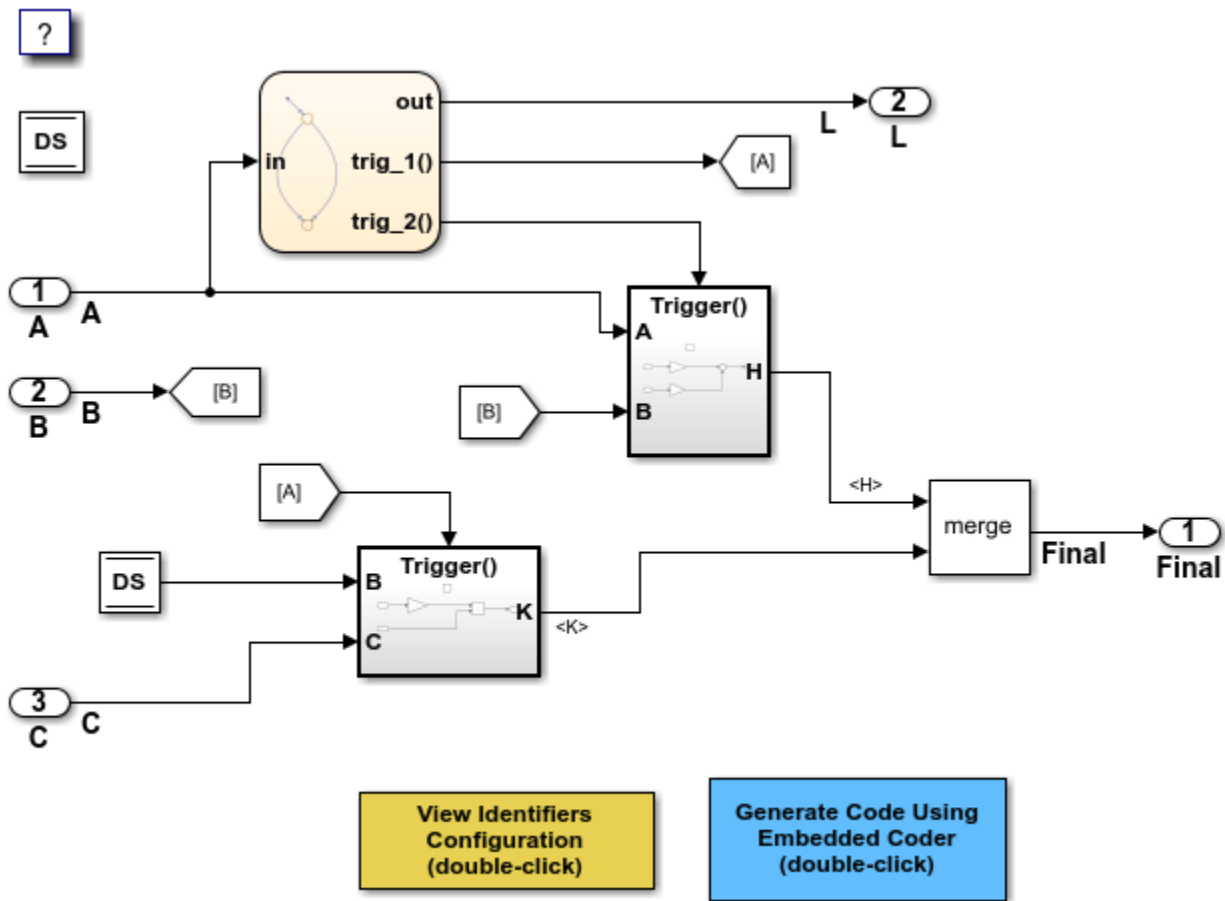 ?
DS
out
in
trig_1()
trig_2()
L
2
L
[A]
1
A
A
Trigger()
A
H
B
2
B
B
[B]
[B]
[A]
<H>
merge
Final
1
Final
DS
Trigger()
B
K
C
<K>
3
C
C
View Identifiers
Configuration
(double-click)
Generate Code Using
Embedded Coder
(double-click)